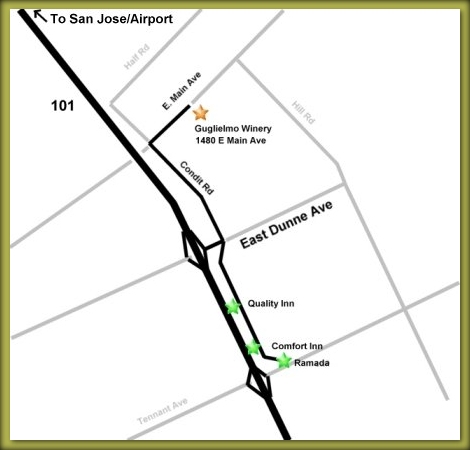 To San Jose/Airport
Half Rd
101
E. Main Ave
Guglielmo Winery
1480 E Main Ave
Hill Rd
Condit Rd
East Dunne Ave
Quality Inn
Comfort Inn
Ramada
Tennant Ave